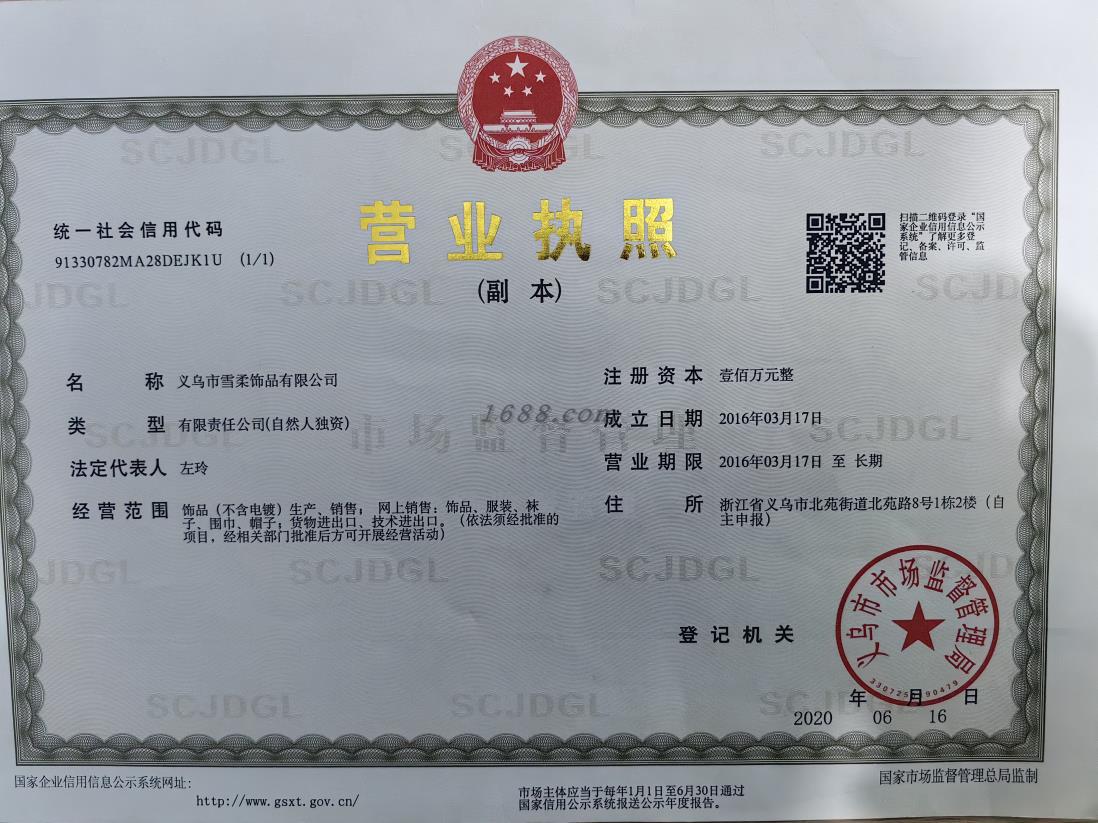 营业执照
(副 本)
统一社会信用代码
91330782MA28DEJK1U (1/1)
扫描二维码登录“国
家企业信用信息公示
系统”了解更多登
记、备案、许可、监
管信息
名 称 义乌市雪柔饰品有限公司
类 型 有限责任公司(自然人独资)
法定代表人 左玲
经营范围 饰品（不含电镀）生产、销售； 网上销售：饰品、服装、袜
子、围巾、帽子；货物进出口、技术进出口。（依法须经批准的
项目，经相关部门批准后方可开展经营活动）
注册资本 壹佰万元整
成立日期 2016年03月17日
营业期限 2016年03月17日 至 长期
住 所 浙江省义乌市北苑街道北苑路8号1栋2楼（自
主申报）
1688.com
市场监督管理
SCJDGL
SCJDGL
SCJDGL
SCJDGL
SCJDGL
SCJDGL
SCJDGL
SCJDGL
SCJDGL
SCJDGL
SCJDGL
SCJDGL
登记机关
义乌市市场监督管理局
年 月 日
2020 06 16
国家企业信用信息公示系统网址：
http://www.gsxt.gov.cn/
市场主体应当于每年1月1日至6月30日通过
国家信用公示系统报送公示年度报告。
国家市场监督管理总局监制